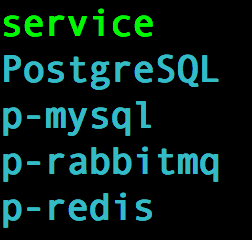 service
PostgreSQL
p-mysql
p-rabbitmq
p-redis